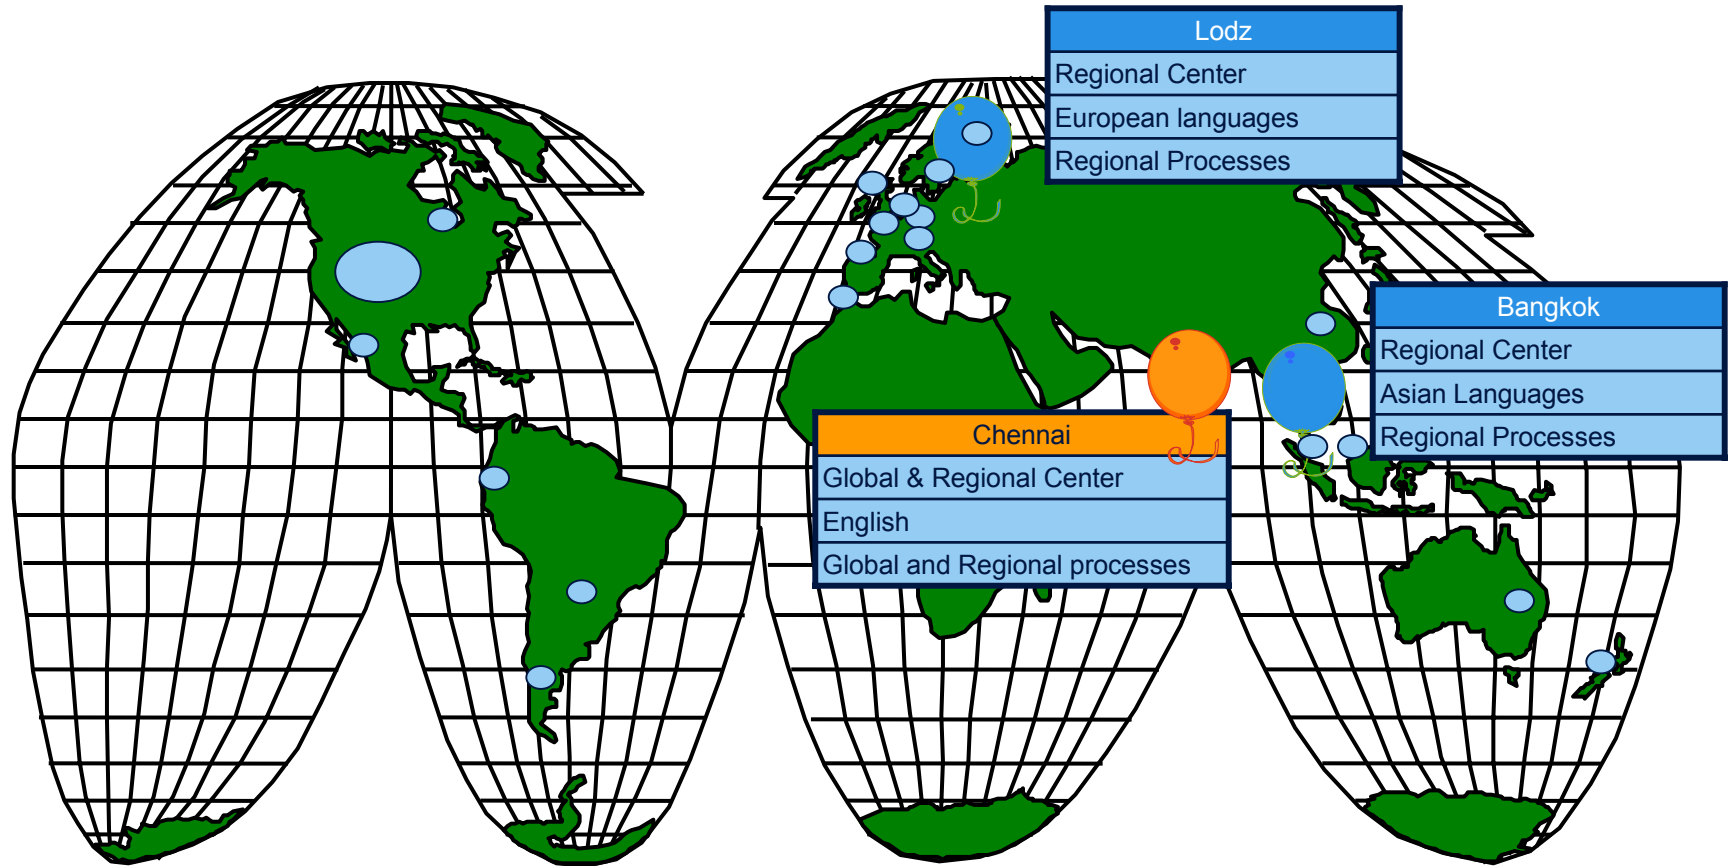 Lodz
Regional Center
European languages
Regional Processes
Bangkok
Regional Center
Asian Languages
Regional Processes
Chennai
Global & Regional Center
English
Global and Regional processes